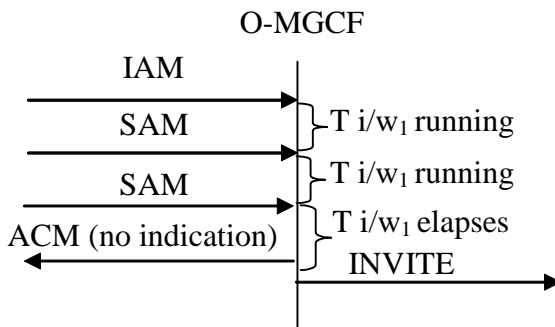 O-MGCF
IAM
T i/w₁ running
SAM
T i/w₁ running
SAM
T i/w₁ elapses
ACM (no indication)
INVITE